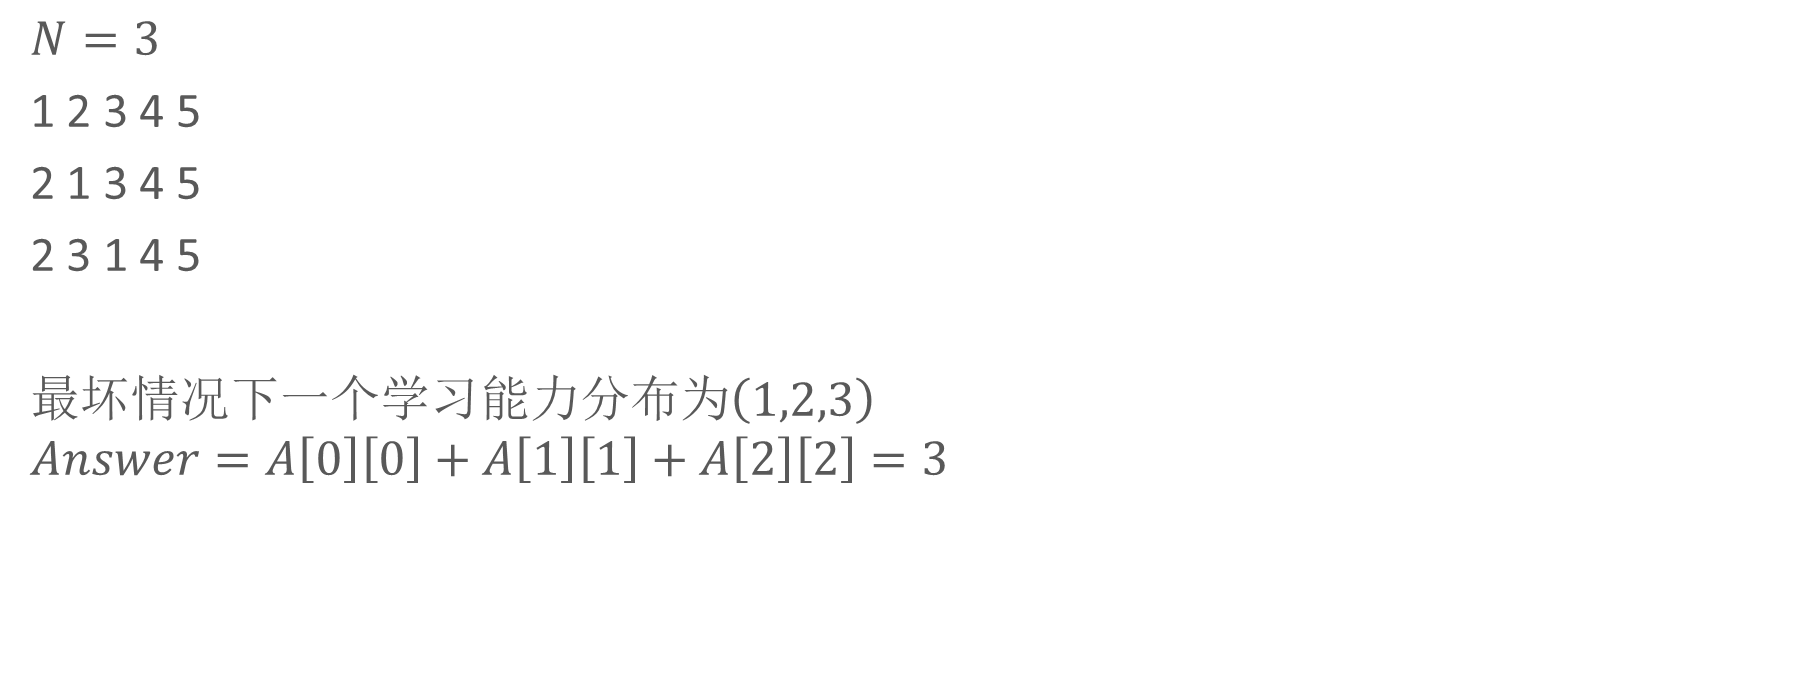 N = 3
1 2 3 4 5
2 1 3 4 5
2 3 1 4 5
最坏情况下一个学习能力分布为(1,2,3)
Answer = A[0][0] + A[1][1] + A[2][2] = 3